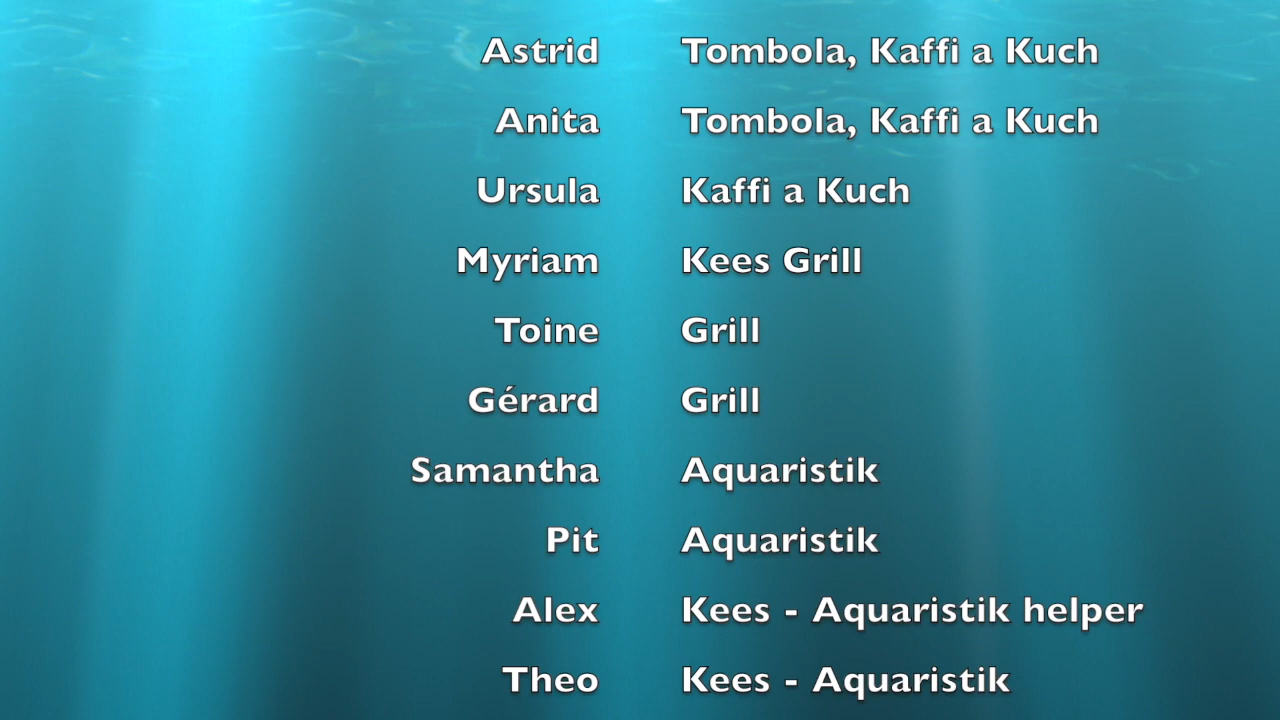 Astrid Tombola, Kaffi a Kuch
Anita Tombola, Kaffi a Kuch
Ursula Kaffi a Kuch
Myriam Kees Grill
Toine Grill
Gérard Grill
Samantha Aquaristik
Pit Aquaristik
Alex Kees - Aquaristik helper
Theo Kees - Aquaristik